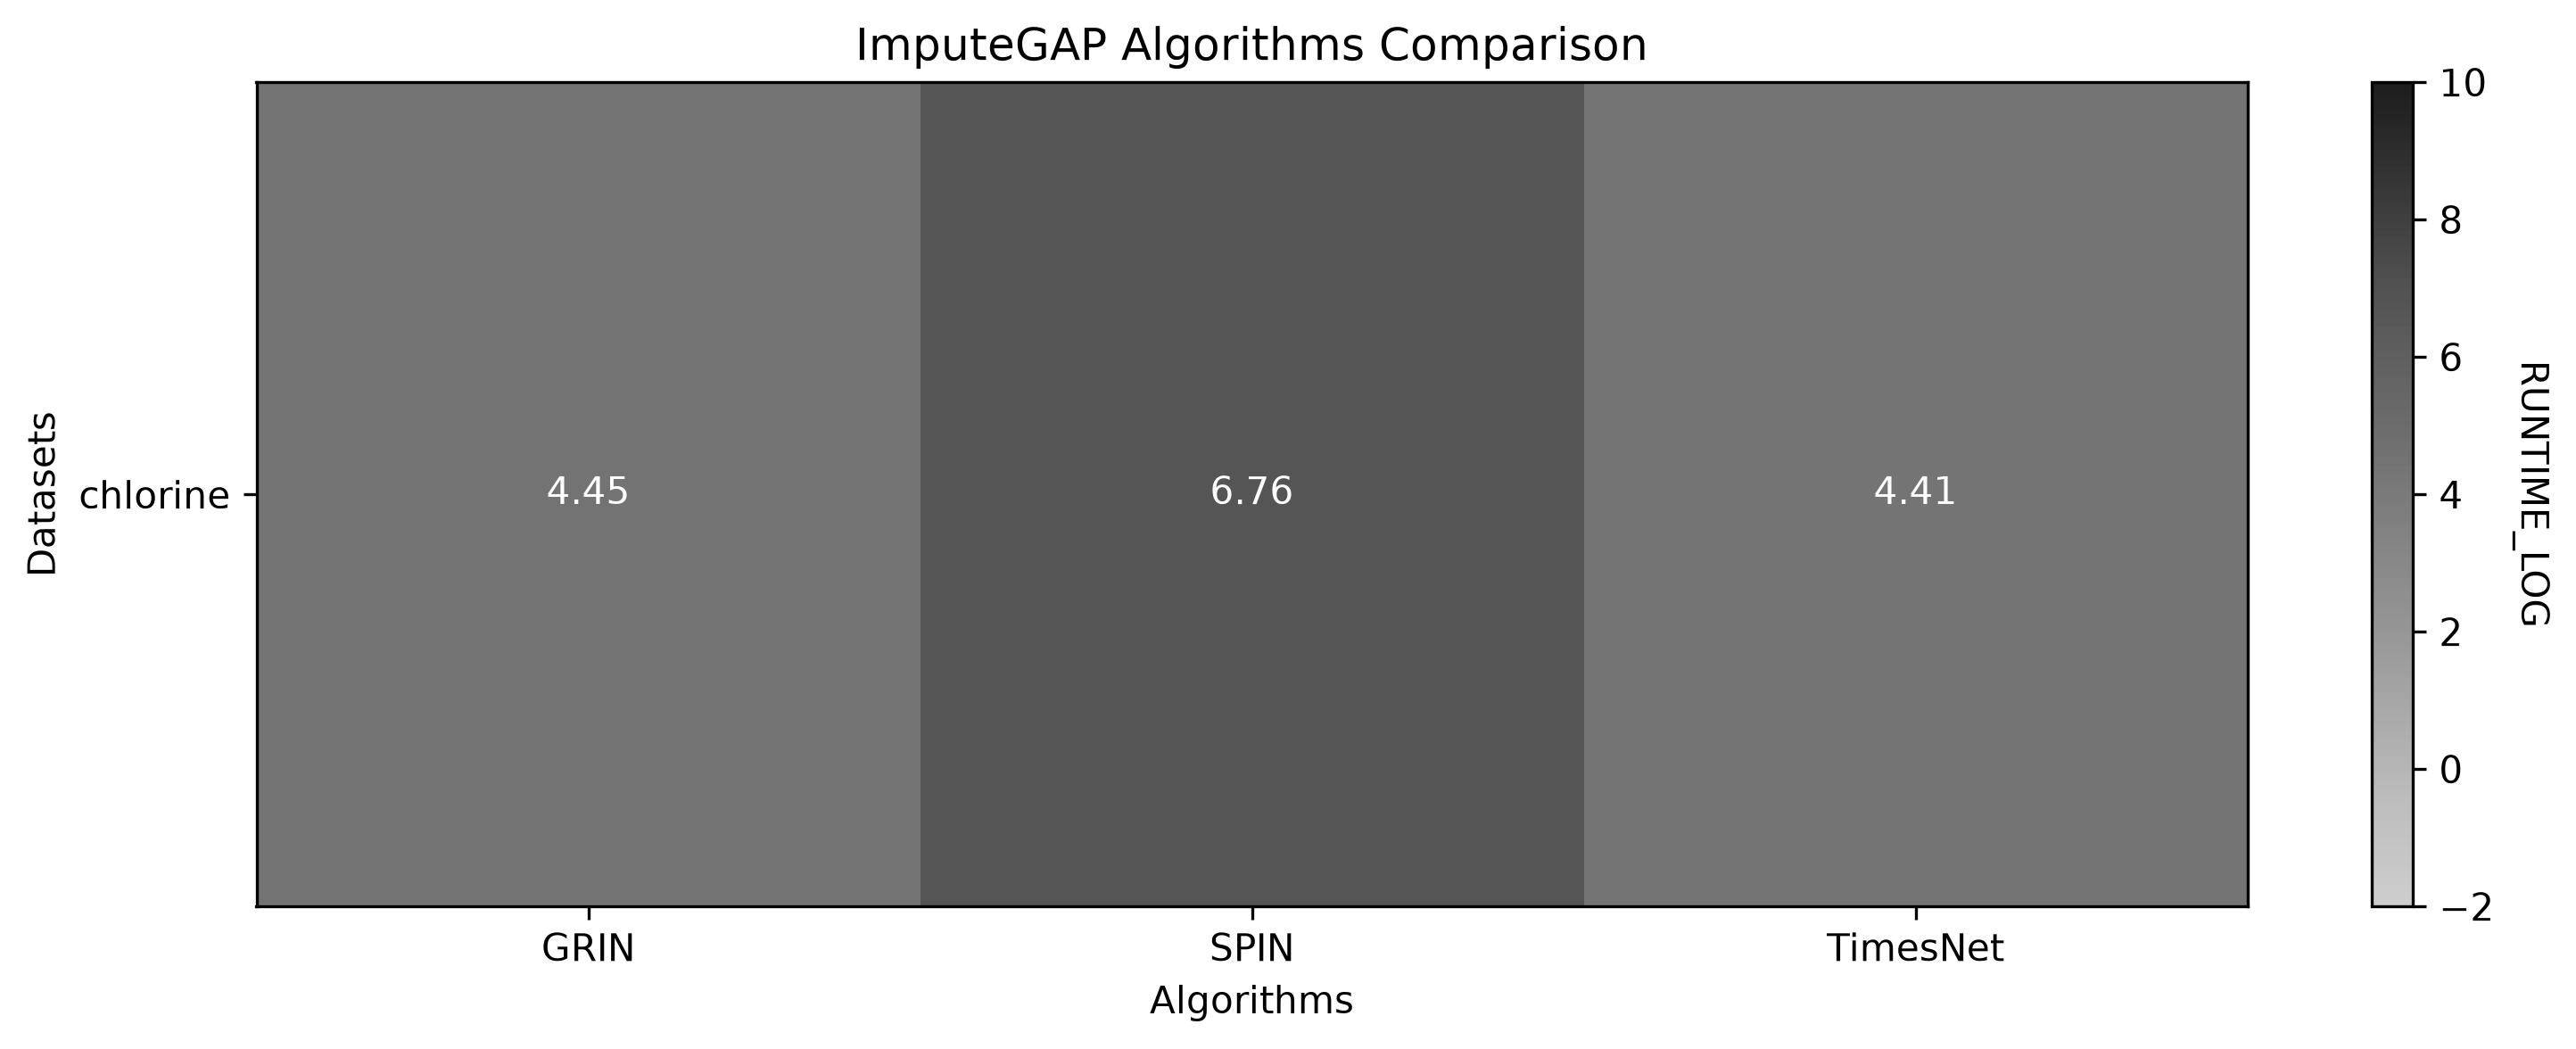 ImputeGAP Algorithms Comparison
Datasets
chlorine
4.45
6.76
4.41
GRIN
SPIN
TimesNet
Algorithms
10
8
6
4
2
0
−2
RUNTIME_LOG